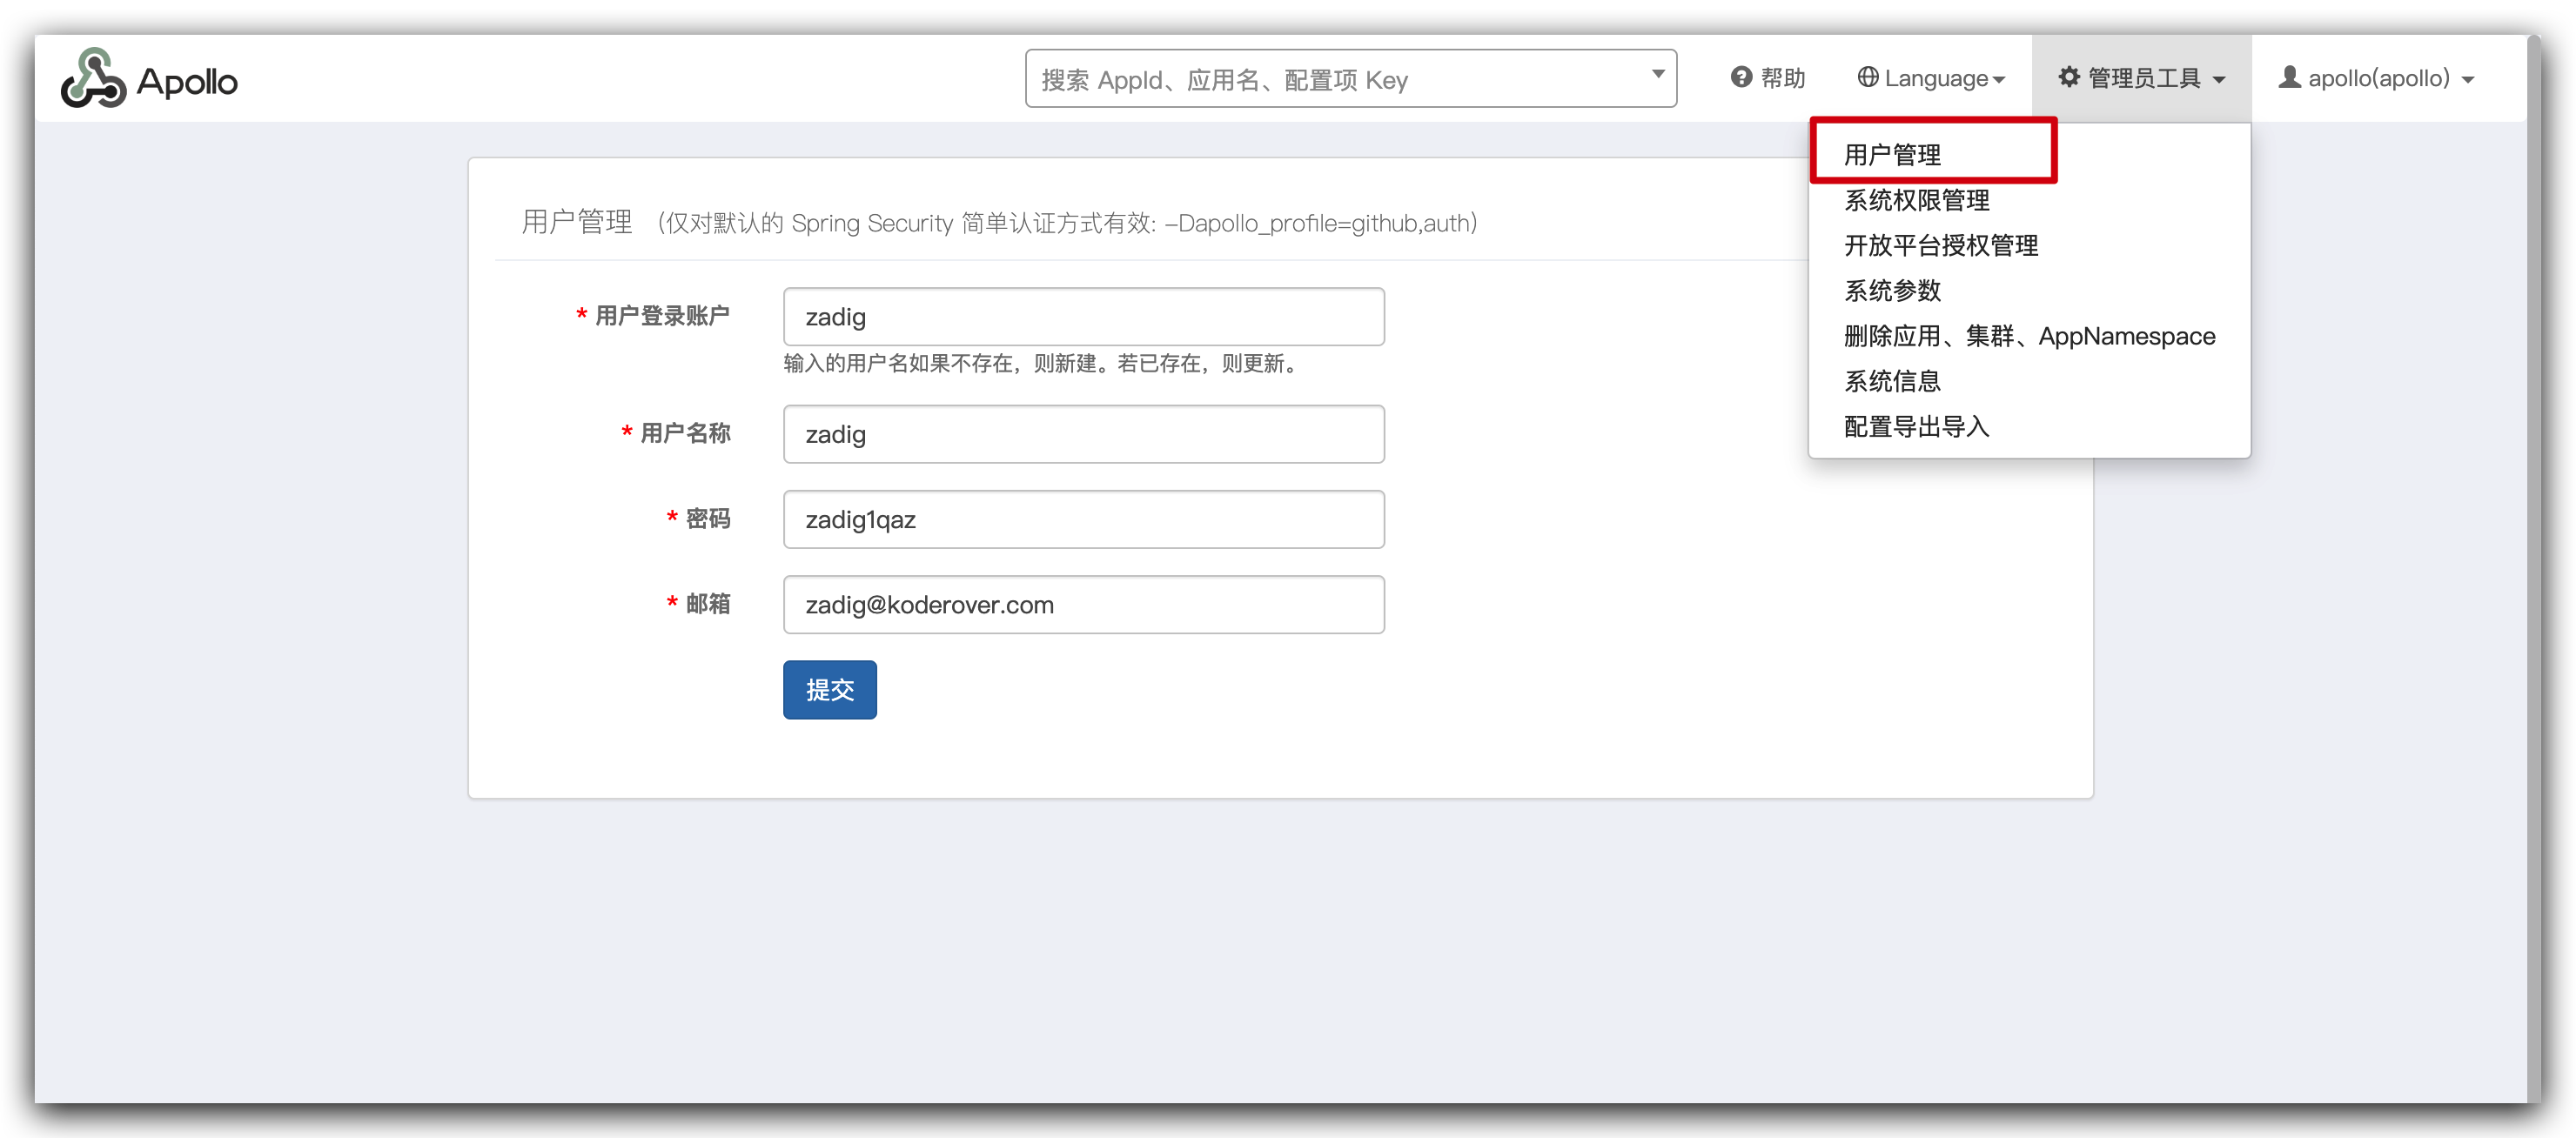 Apollo
搜索 AppId、应用名、配置项 Key
帮助
Language
管理员工具
apollo(apollo)
用户管理
系统权限管理
开放平台授权管理
系统参数
删除应用、集群、AppNamespace
系统信息
配置导出导入
用户管理 (仅对默认的 Spring Security 简单认证方式有效: -Dapollo_profile=github,auth)
* 用户登录账户
zadig
输入的用户名如果不存在，则新建。若已存在，则更新。
* 用户名称
zadig
* 密码
zadig1qaz
* 邮箱
zadig@koderover.com
提交